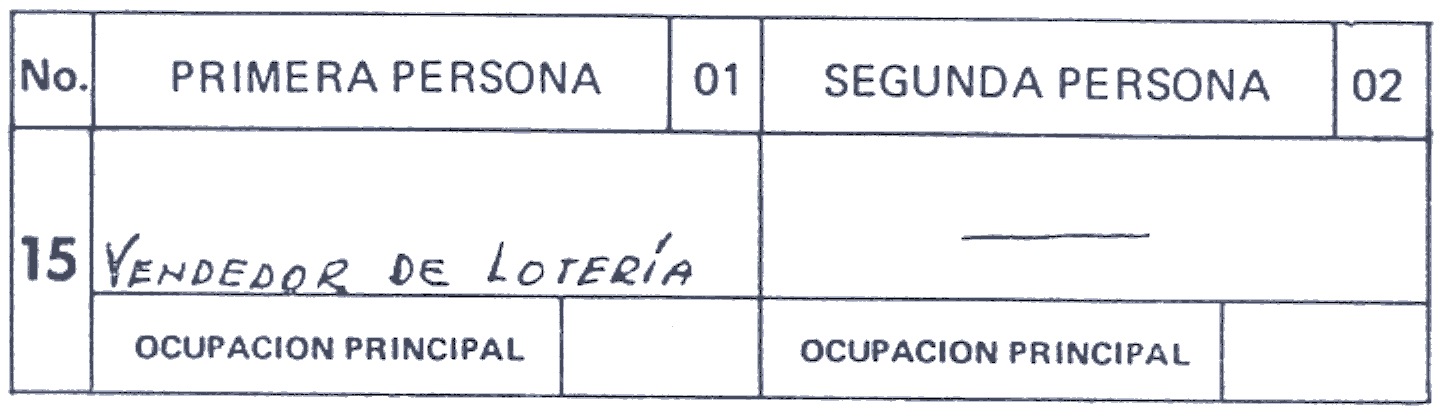 No. PRIMERA PERSONA 01 SEGUNDA PERSONA 02
15 VENDEDOR DE LOTERÍA —
OCUPACION PRINCIPAL OCUPACION PRINCIPAL